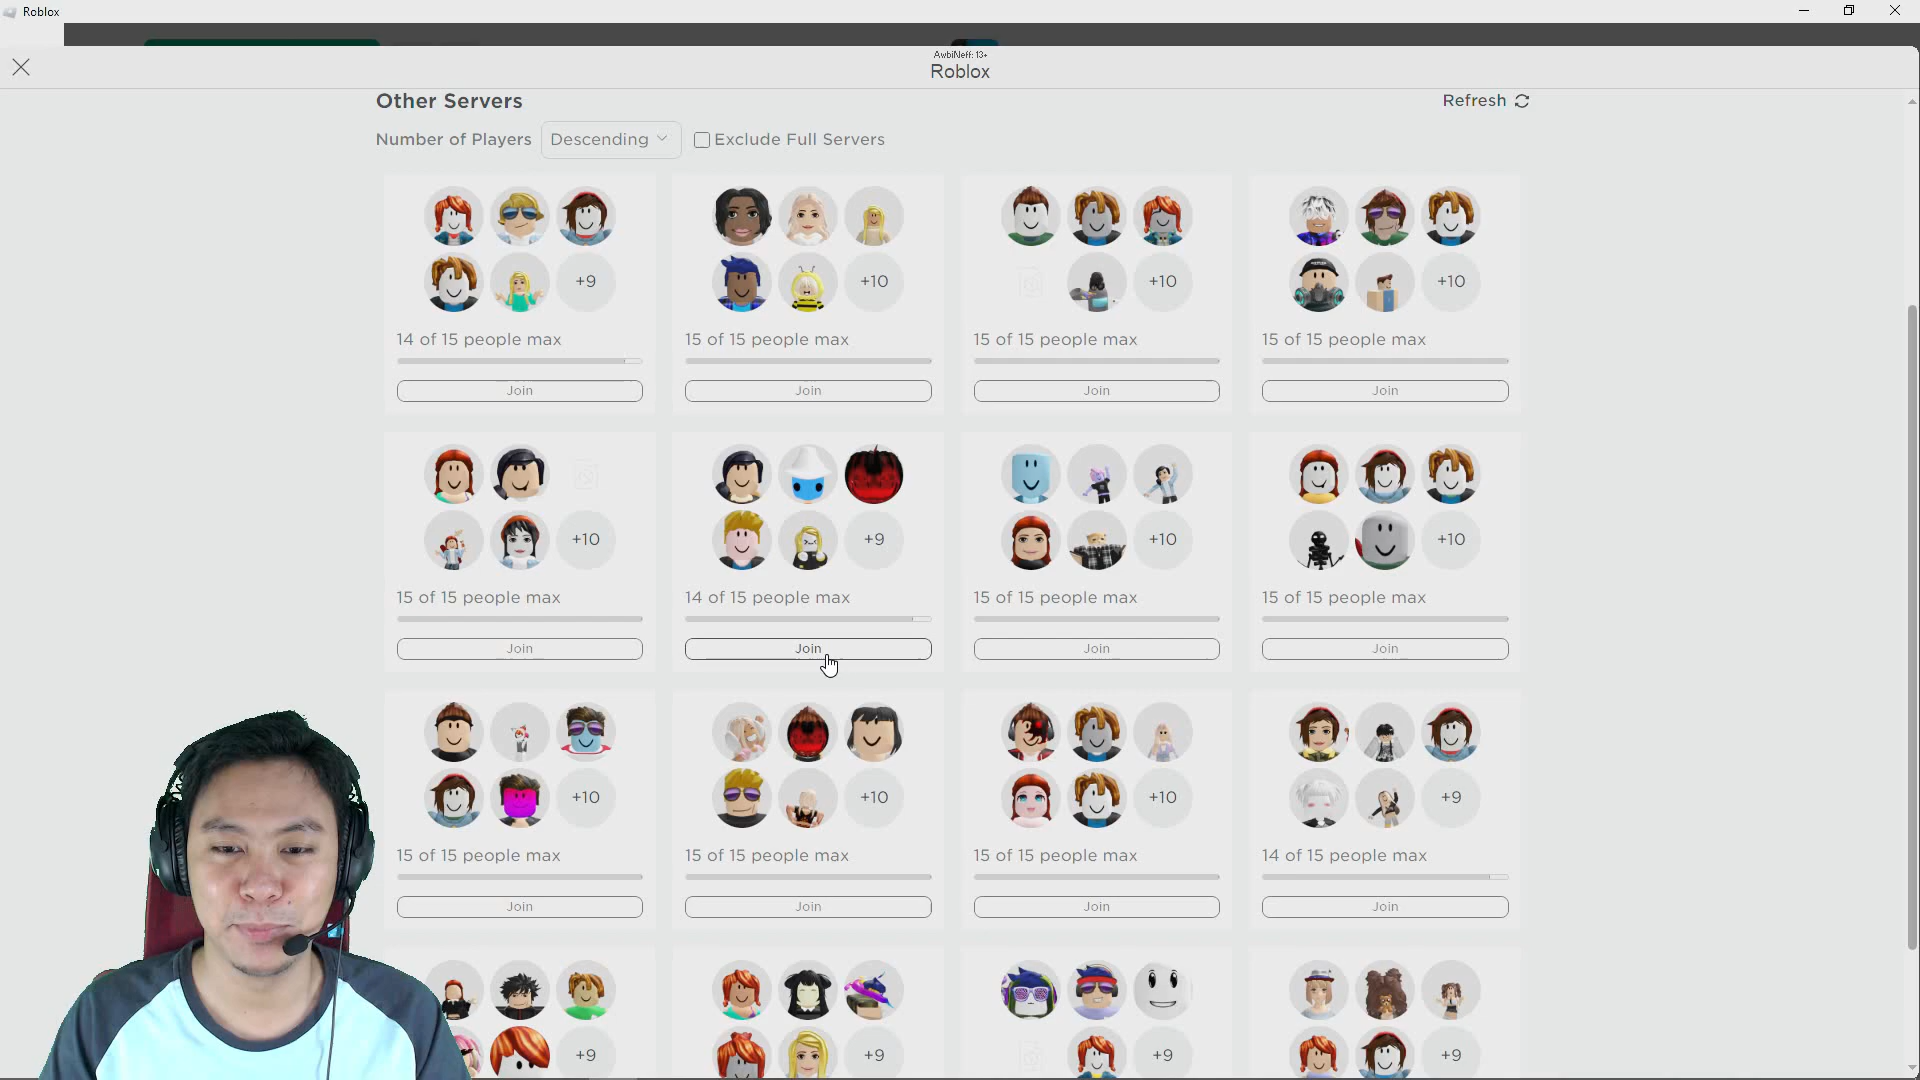 Roblox
AwbiNeff: 13+
Roblox
Other Servers
Refresh
Number of Players
Descending
Exclude Full Servers
+9
+10
+10
+10
14 of 15 people max
15 of 15 people max
15 of 15 people max
15 of 15 people max
Join
Join
Join
Join
+10
+9
+10
+10
15 of 15 people max
14 of 15 people max
15 of 15 people max
15 of 15 people max
Join
Join
Join
Join
+10
+10
+10
+9
15 of 15 people max
15 of 15 people max
15 of 15 people max
14 of 15 people max
Join
Join
Join
Join
+9
+9
+9
+9